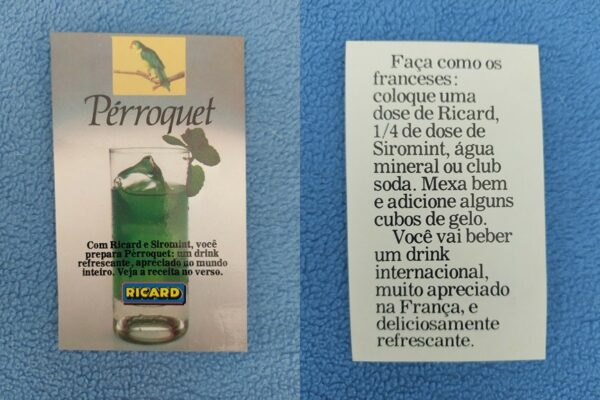 Pérroquet
Com Ricard e Siromint, você
prepara Pérroquet: um drink
refrescante, apreciado no mundo
inteiro. Veja a receita no verso.
RICARD
Faça como os
franceses:
coloque uma
dose de Ricard,
1/4 de dose de
Siromint, água
mineral ou club
soda. Mexa bem
e adicione alguns
cubos de gelo.
Você vai beber
um drink
internacional,
muito apreciado
na França, e
deliciosamente
refrescante.